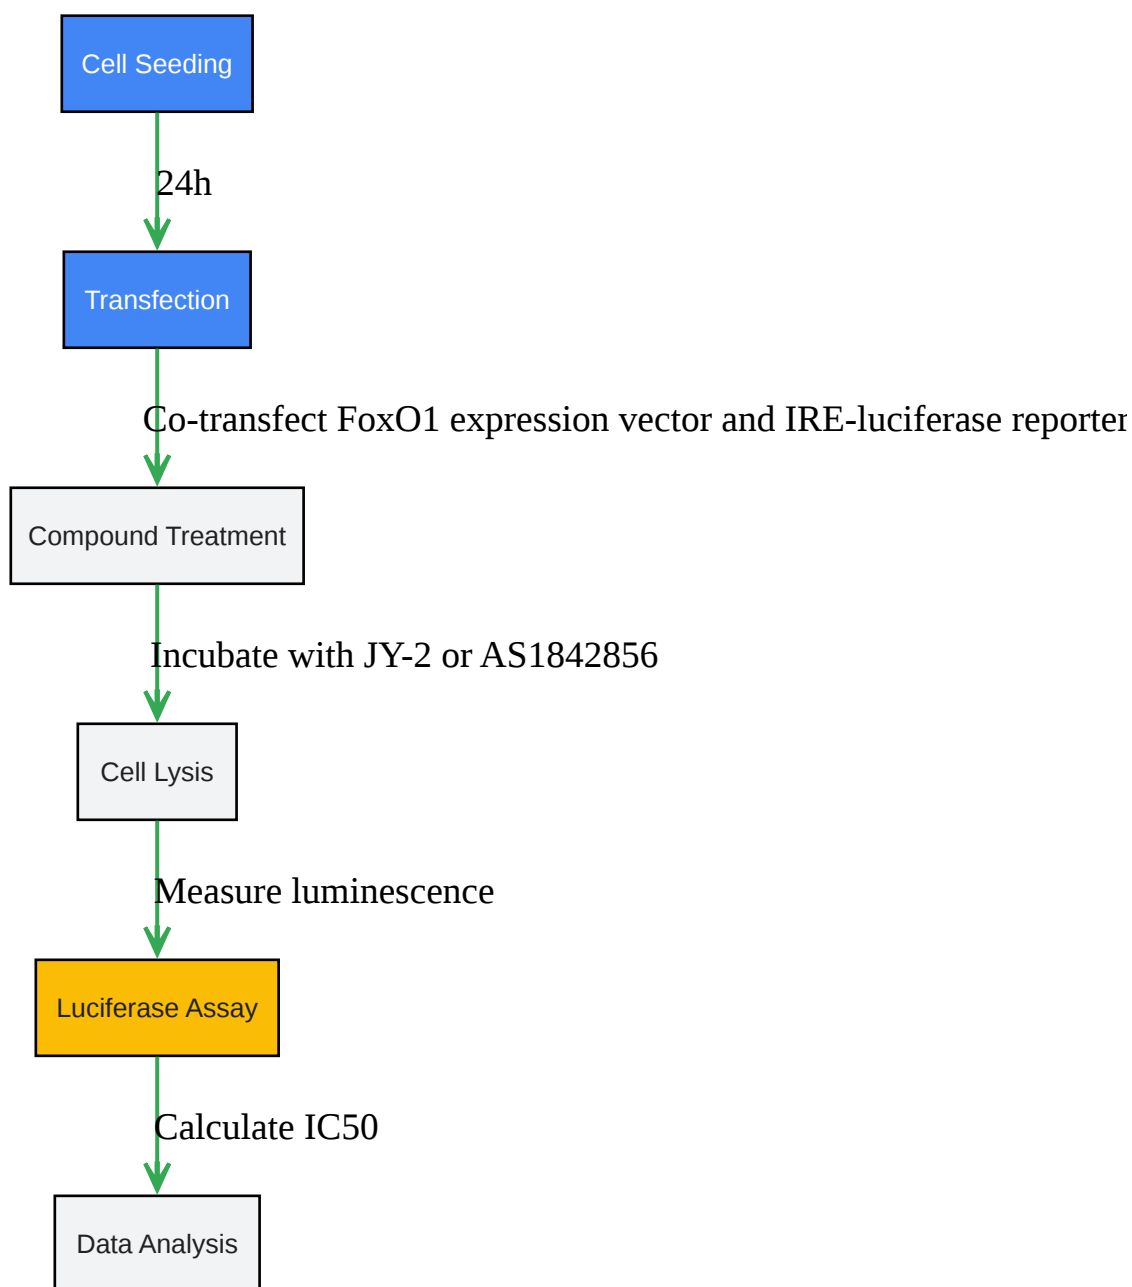 Cell Seeding
24h
Transfection
Co-transfect FoxO1 expression vector and IRE-luciferase reporter
Compound Treatment
Incubate with JY-2 or AS1842856
Cell Lysis
Measure luminescence
Luciferase Assay
Calculate IC50
Data Analysis